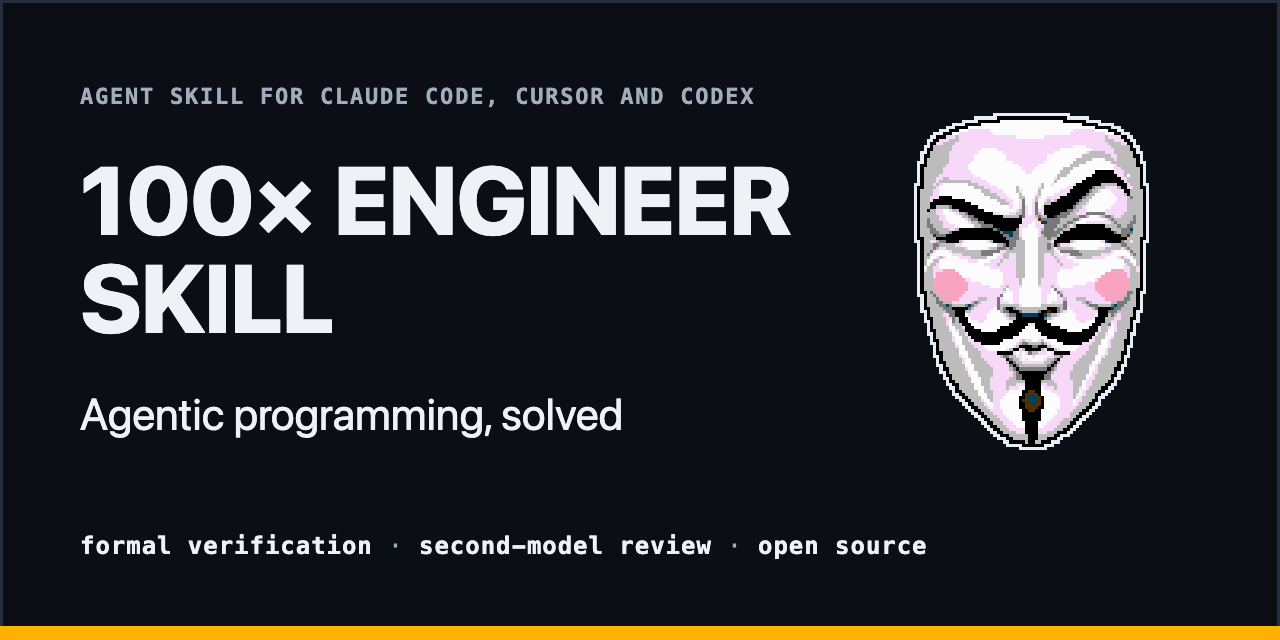 AGENT SKILL FOR CLAUDE CODE, CURSOR AND CODEX
100× ENGINEER
SKILL
Agentic programming, solved
formal verification · second-model review · open source